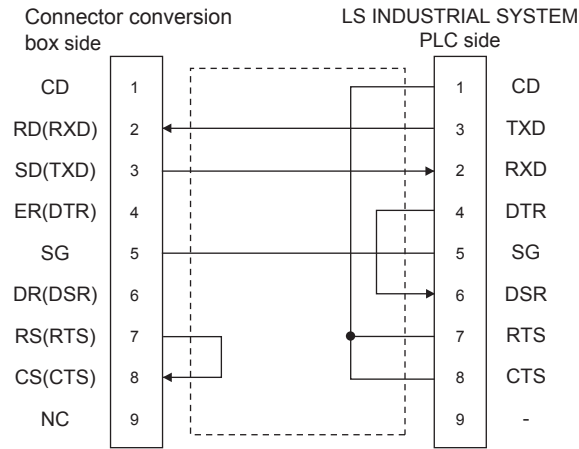 Connector conversion box side
LS INDUSTRIAL SYSTEM PLC side
CD 1 1 CD
RD(RXD) 2 3 TXD
SD(TXD) 3 2 RXD
ER(DTR) 4 4 DTR
SG 5 5 SG
DR(DSR) 6 6 DSR
RS(RTS) 7 7 RTS
CS(CTS) 8 8 CTS
NC 9 9 -